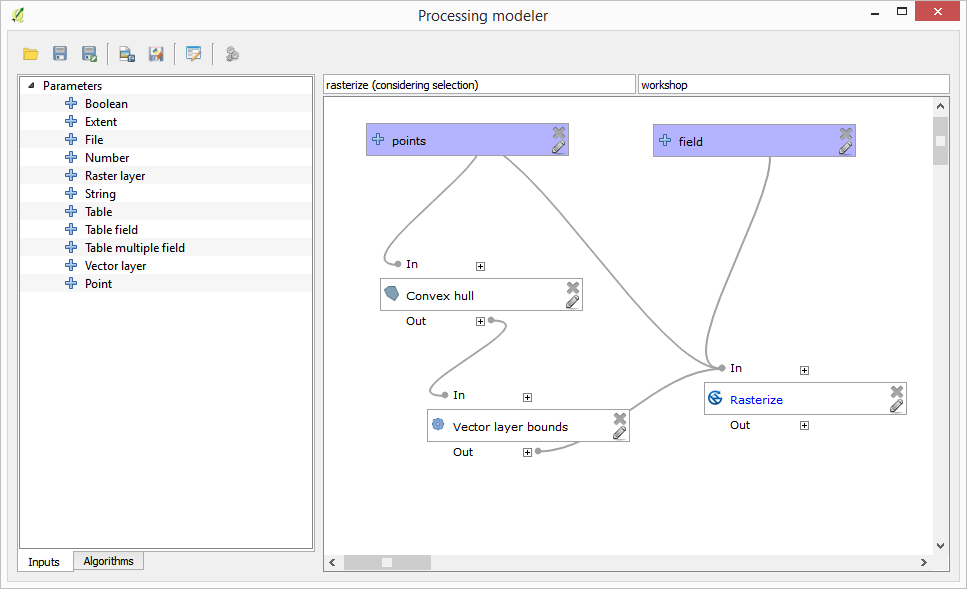 Processing modeler
Parameters
Boolean
Extent
File
Number
Raster layer
String
Table
Table field
Table multiple field
Vector layer
Point
Inputs
Algorithms
rasterize (considering selection)
workshop
points
field
In
Convex hull
Out
In
Vector layer bounds
Out
In
Rasterize
Out